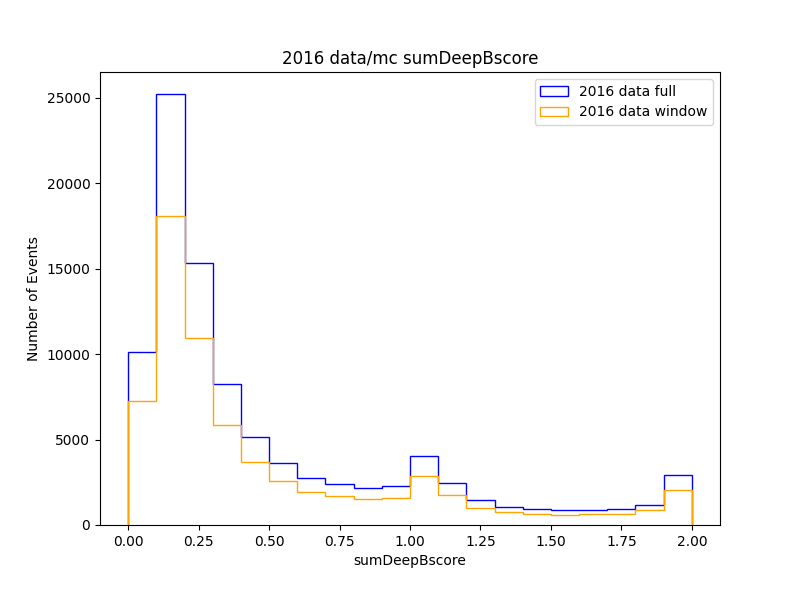 2016 data/mc sumDeepBscore
2016 data full
2016 data window
Number of Events
25000
20000
15000
10000
5000
0
0.00 0.25 0.50 0.75 1.00 1.25 1.50 1.75 2.00
sumDeepBscore